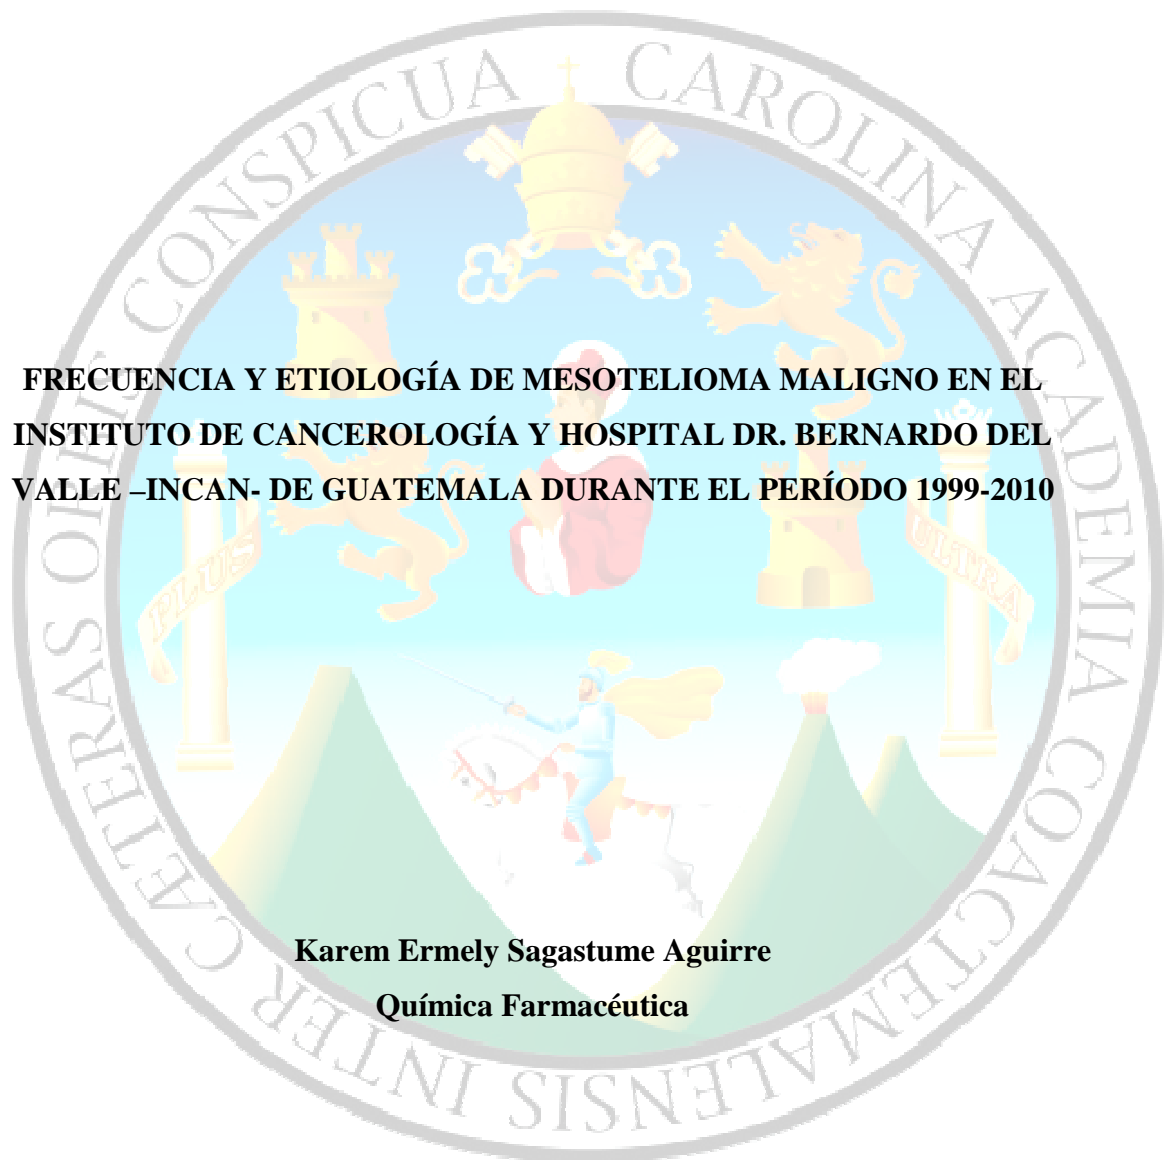 CAROLINA ACADEMIA COACTEMALENSIS INTER CÆTERAS ORBIS CONSPICUA
FRECUENCIA Y ETIOLOGÍA DE MESOTELIOMA MALIGNO EN EL
INSTITUTO DE CANCEROLOGÍA Y HOSPITAL DR. BERNARDO DEL
VALLE –INCAN- DE GUATEMALA DURANTE EL PERÍODO 1999-2010
PLUS
ULTRA
Karem Ermely Sagastume Aguirre
Química Farmacéutica